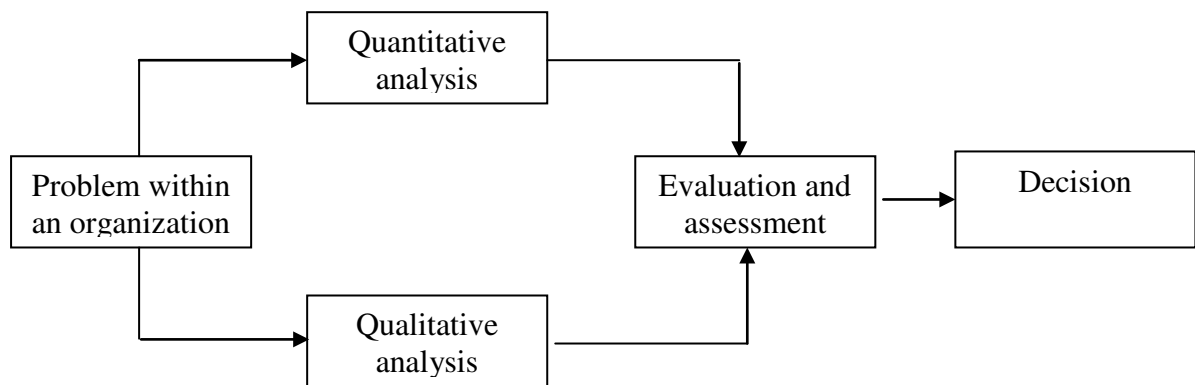 Quantitative
analysis
Problem within
an organization
Evaluation and
assessment
Decision
Qualitative
analysis